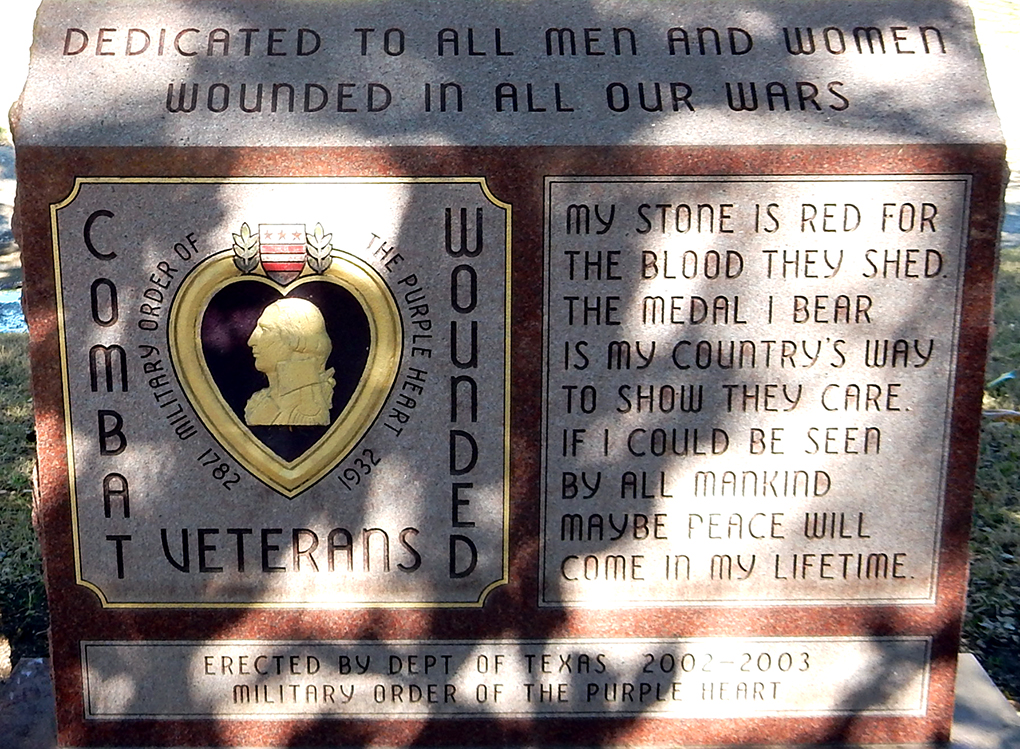 DEDICATED TO ALL MEN AND WOMEN
WOUNDED IN ALL OUR WARS
COMBAT
WOUNDED
VETERANS
MILITARY ORDER OF
THE PURPLE HEART
1782
1932
MY STONE IS RED FOR
THE BLOOD THEY SHED.
THE MEDAL I BEAR
IS MY COUNTRY'S WAY
TO SHOW THEY CARE.
IF I COULD BE SEEN
BY ALL MANKIND
MAYBE PEACE WILL
COME IN MY LIFETIME.
ERECTED BY DEPT. OF TEXAS 2002-2003
MILITARY ORDER OF THE PURPLE HEART